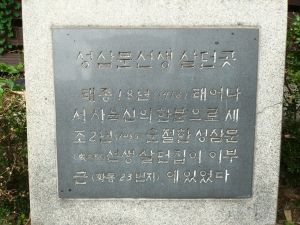 성삼문선생 살던곳
태종 18년 (1418) 태어나
서 사육신의 한분으로 세
조 2년 (1456) 순절한 성삼문
선생 살던집이 이 부
근 (화동 23번지) 에 있었다